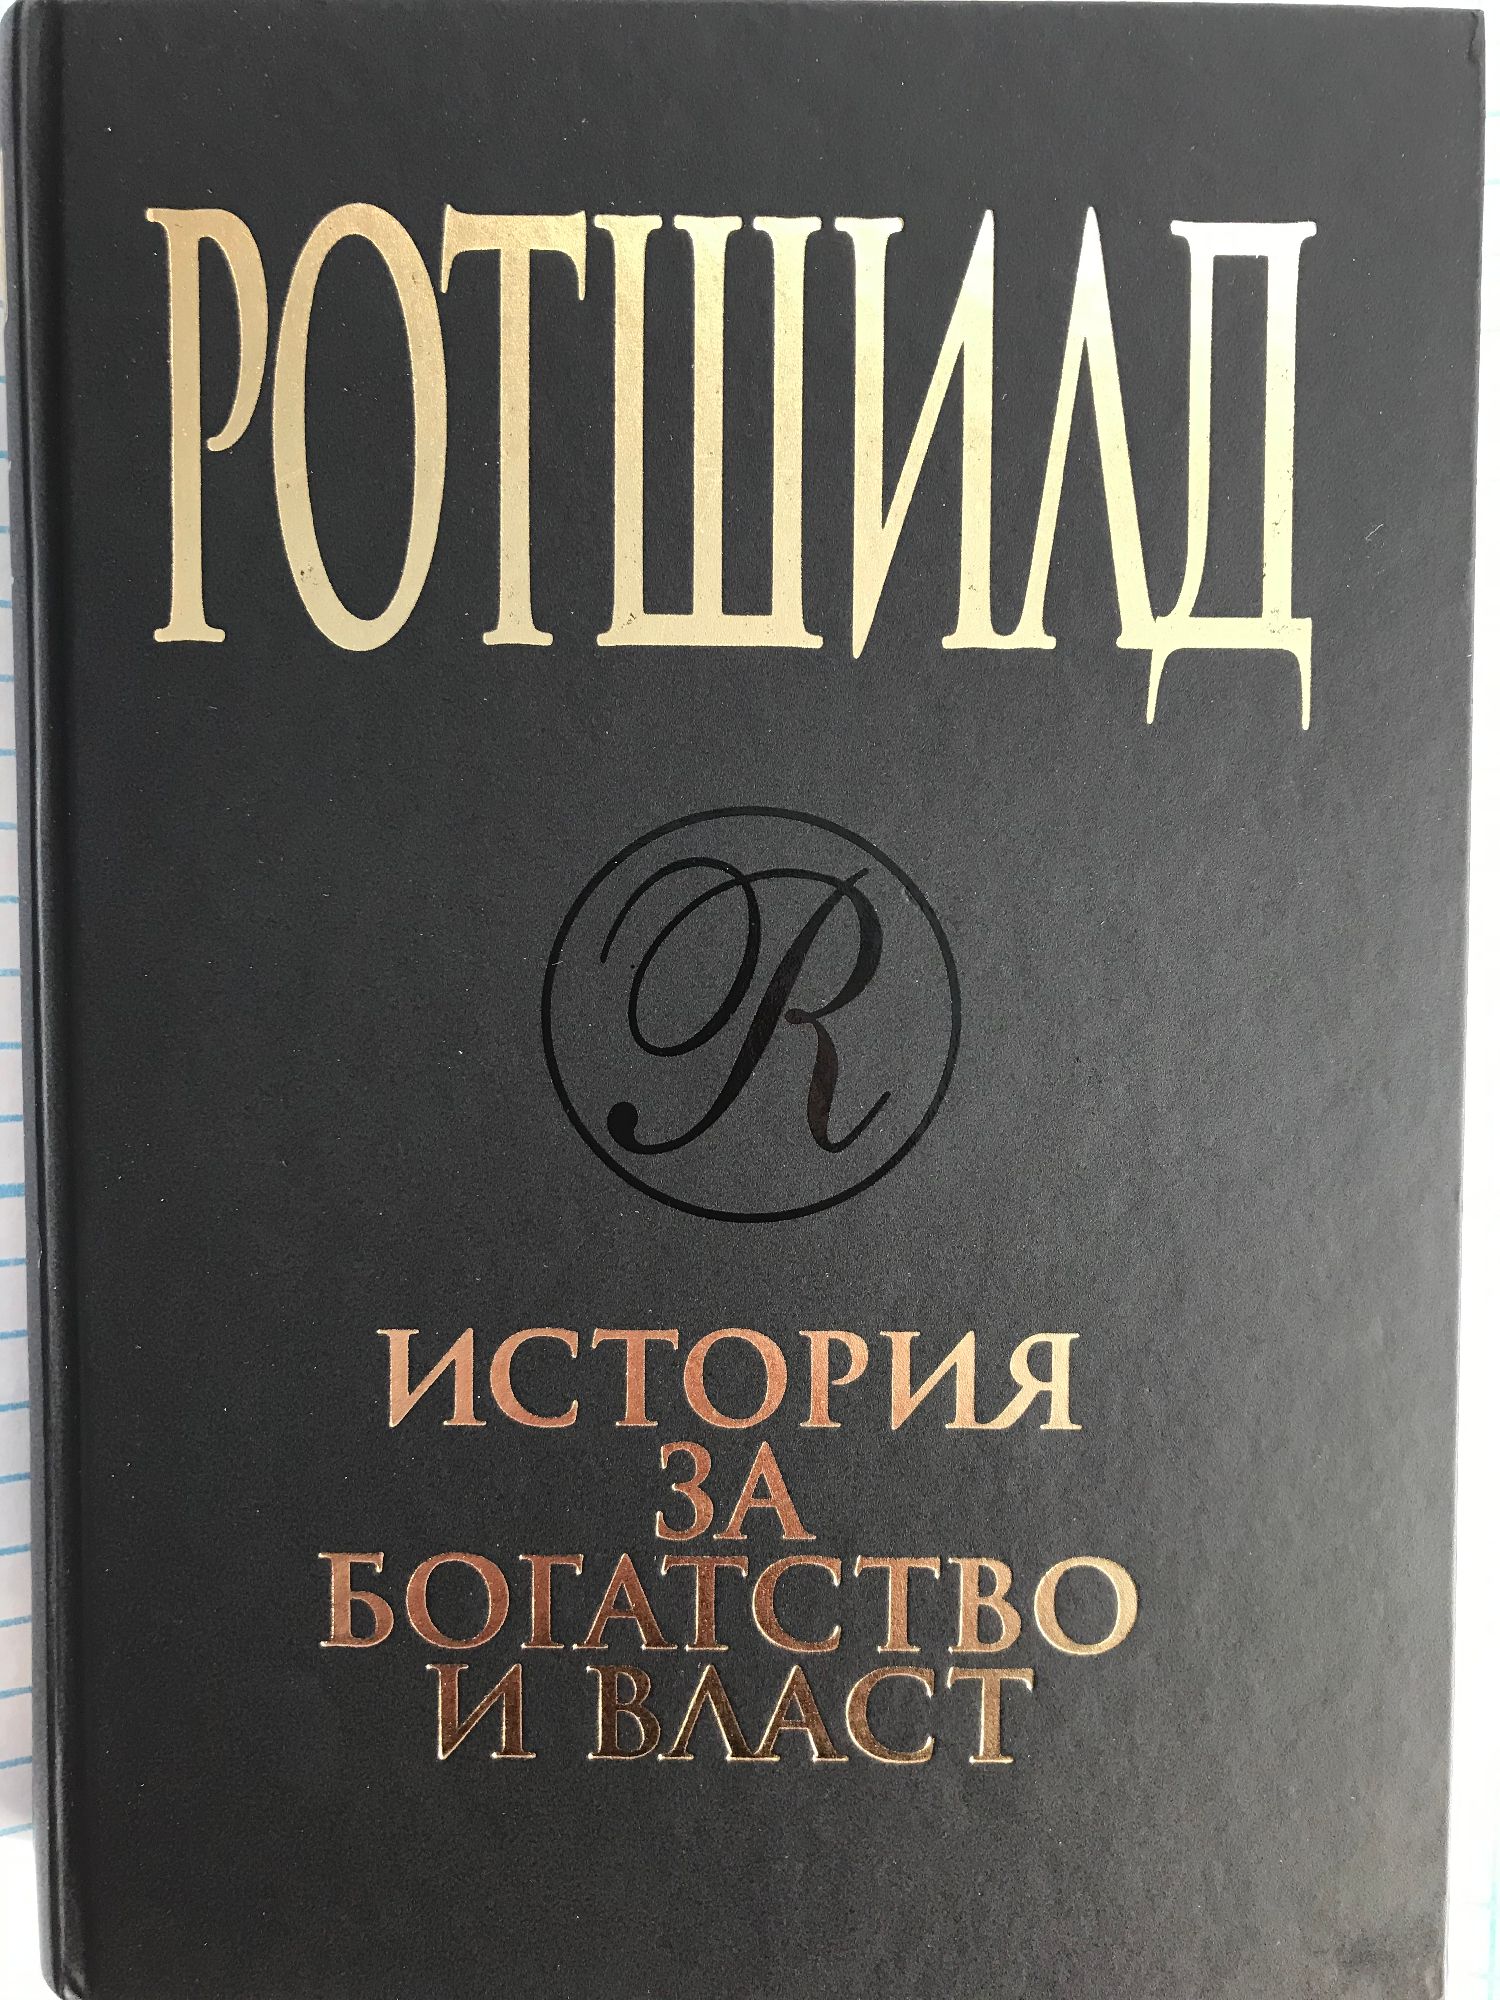 РОТШИЛД
R
ИСТОРИЯ
ЗА
БОГАТСТВО
И ВЛАСТ